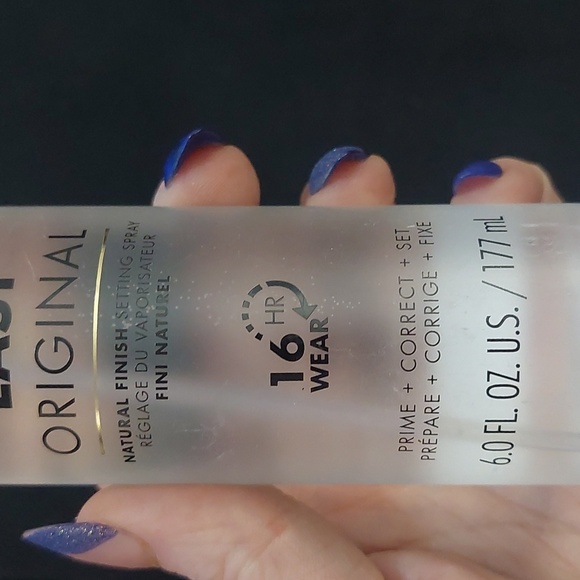 ORIGINAL
NATURAL FINISH SETTING SPRAY
RÉGLAGE DU VAPORISATEUR
FINI NATUREL
16 HR
WEAR
PRIME + CORRECT + SET
PRÉPARE + CORRIGE + FIXE
6.0 FL. OZ. U.S. / 177 mL